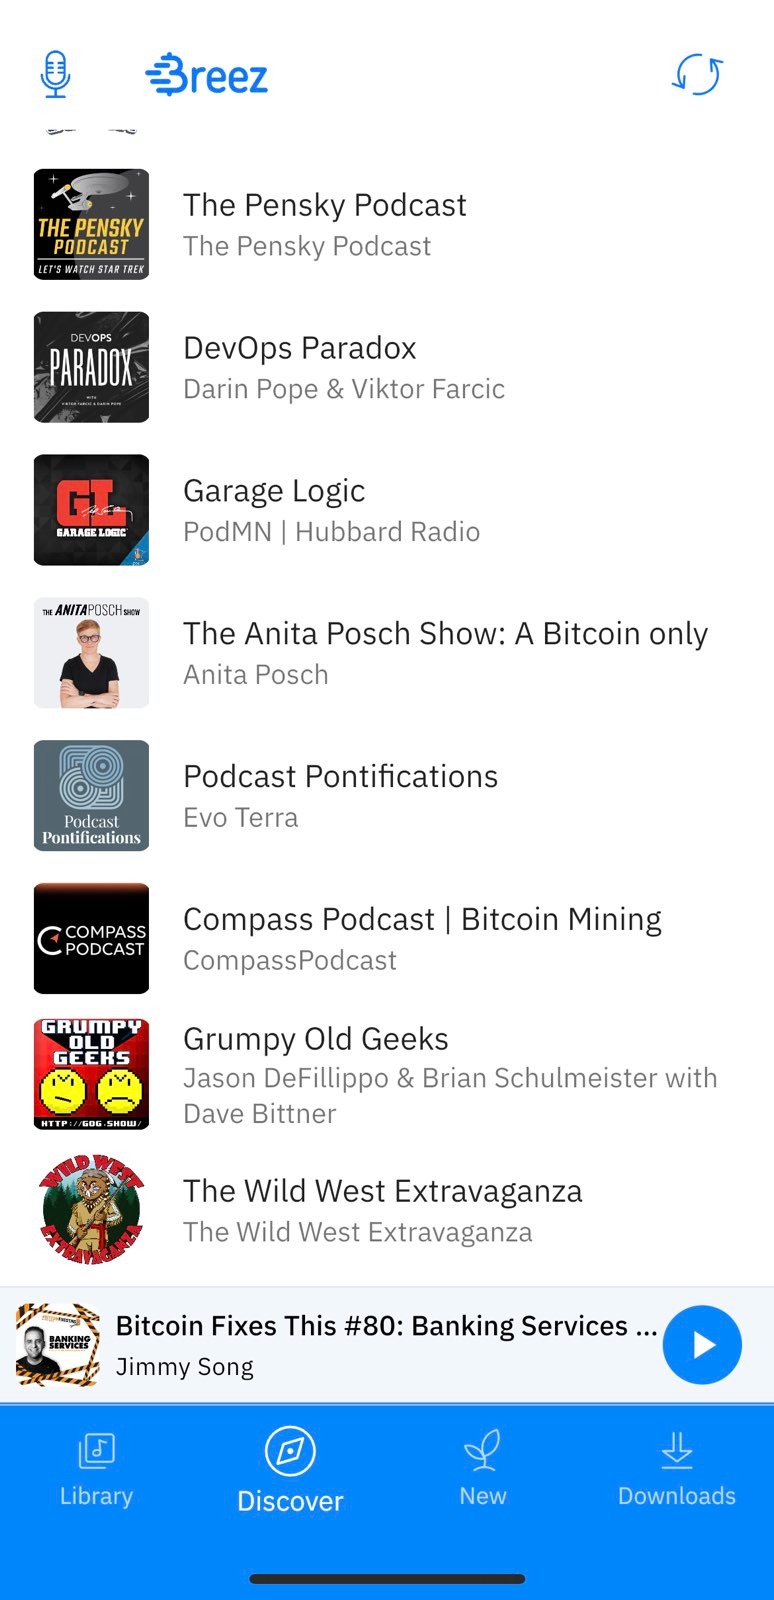 Breez
THE PENSKY
PODCAST
LET'S WATCH STAR TREK
The Pensky Podcast
The Pensky Podcast
DEVOPS
PARADOX
WITH
VIKTOR FARCIC & DARIN POPE
DevOps Paradox
Darin Pope & Viktor Farcic
GL
GARAGE LOGIC
Garage Logic
PodMN | Hubbard Radio
THE ANITA POSCH SHOW
The Anita Posch Show: A Bitcoin only
Anita Posch
Podcast
Pontifications
Podcast Pontifications
Evo Terra
COMPASS
PODCAST
Compass Podcast | Bitcoin Mining
CompassPodcast
GRUMPY
OLD
GEEKS
HTTP://GOG.SHOW/
Grumpy Old Geeks
Jason DeFillippo & Brian Schulmeister with
Dave Bittner
WILD WEST
EXTRAVAGANZA
The Wild West Extravaganza
The Wild West Extravaganza
BANKING
SERVICES
Bitcoin Fixes This #80: Banking Services ...
Jimmy Song
Library
Discover
New
Downloads